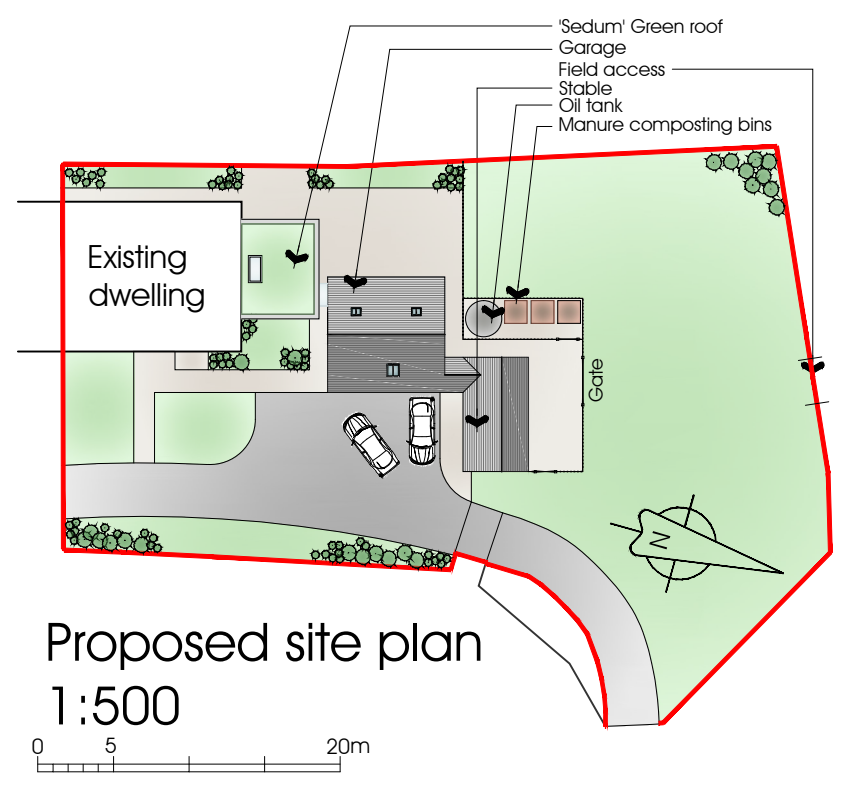 'Sedum' Green roof
Garage
Field access
Stable
Oil tank
Manure composting bins
Existing
dwelling
Gate
N
Proposed site plan
1:500
0 5 20m